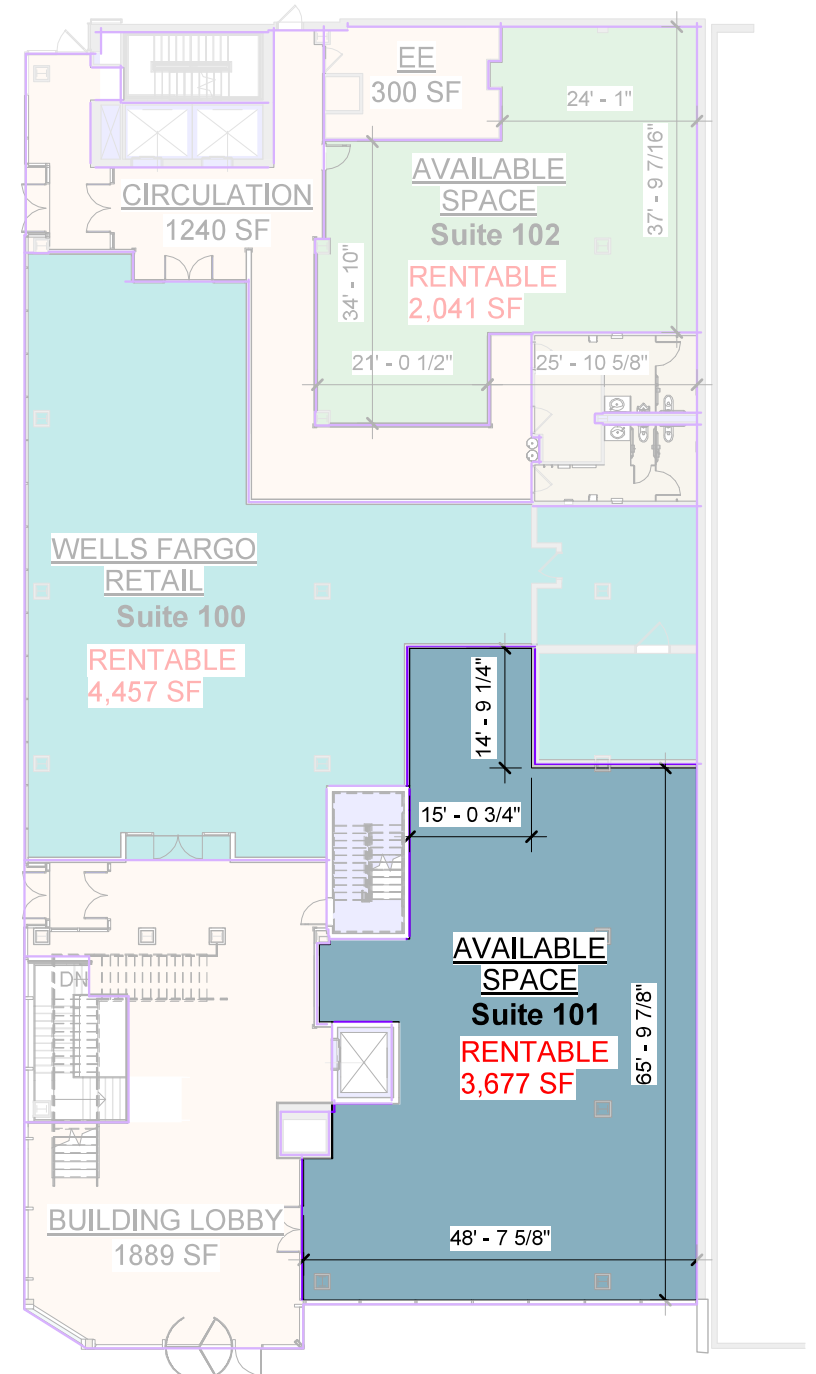 EE
300 SF
24' - 1"
37' - 9 7/16"
AVAILABLE
SPACE
Suite 102
RENTABLE
2,041 SF
CIRCULATION
1240 SF
34' - 10"
21' - 0 1/2"
25' - 10 5/8"
WELLS FARGO
RETAIL
Suite 100
RENTABLE
4,457 SF
14' - 9 1/4"
15' - 0 3/4"
AVAILABLE
SPACE
Suite 101
RENTABLE
3,677 SF
65' - 9 7/8"
DN
BUILDING LOBBY
1889 SF
48' - 7 5/8"